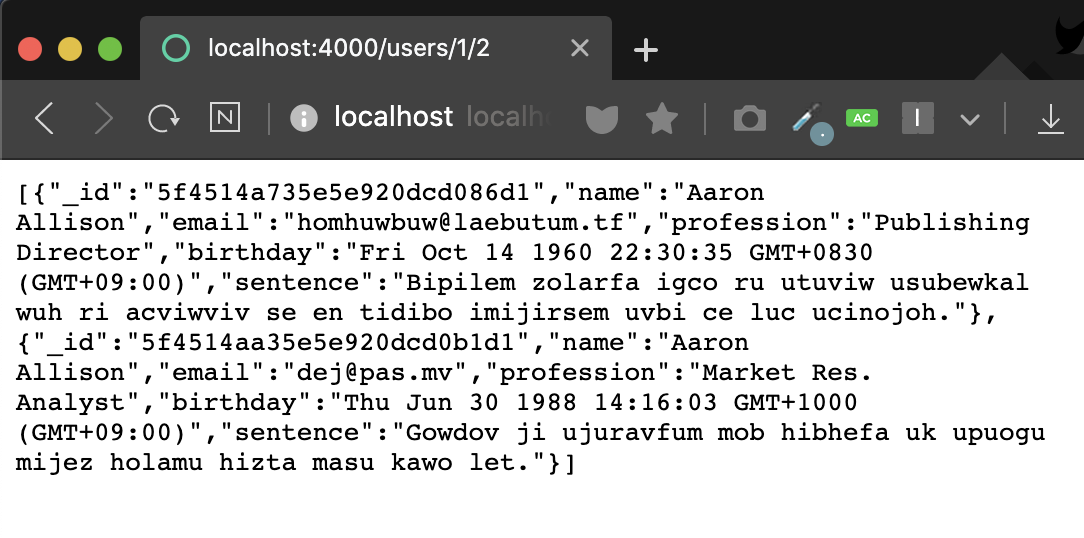 localhost:4000/users/1/2
N localhost localh AC I
[{"_id":"5f4514a735e5e920dcd086d1","name":"Aaron
Allison","email":"homhuwbuw@laebutum.tf","profession":"Publishing
Director","birthday":"Fri Oct 14 1960 22:30:35 GMT+0830
(GMT+09:00)","sentence":"Bipilem zolarfa igco ru utuviw usubewkal
wuh ri acviwviv se en tidibo imijirsem uvbi ce luc ucinojoh."},
{"_id":"5f4514aa35e5e920dcd0b1d1","name":"Aaron
Allison","email":"dej@pas.mv","profession":"Market Res.
Analyst","birthday":"Thu Jun 30 1988 14:16:03 GMT+1000
(GMT+09:00)","sentence":"Gowdov ji ujuravfum mob hibhefa uk upuogu
mijez holamu hizta masu kawo let."}]